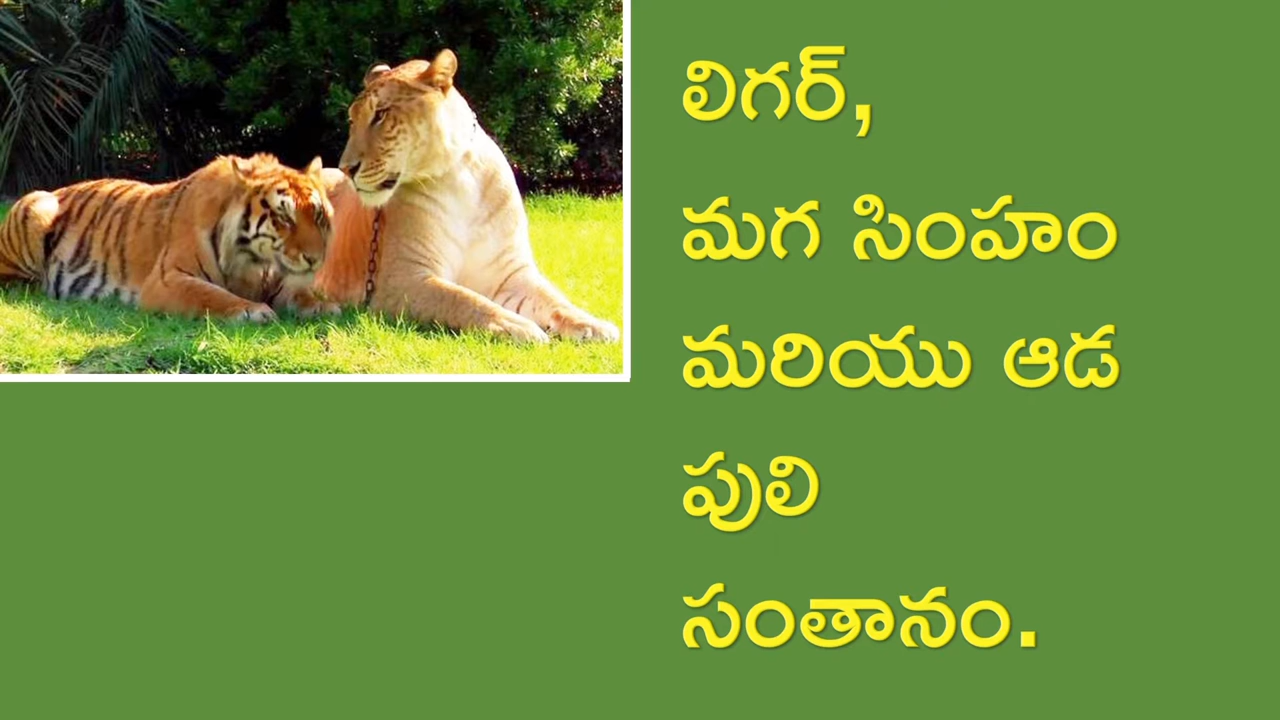 లిగర్,
మగ సింహం
మరియు ఆడ
పులి
సంతానం.